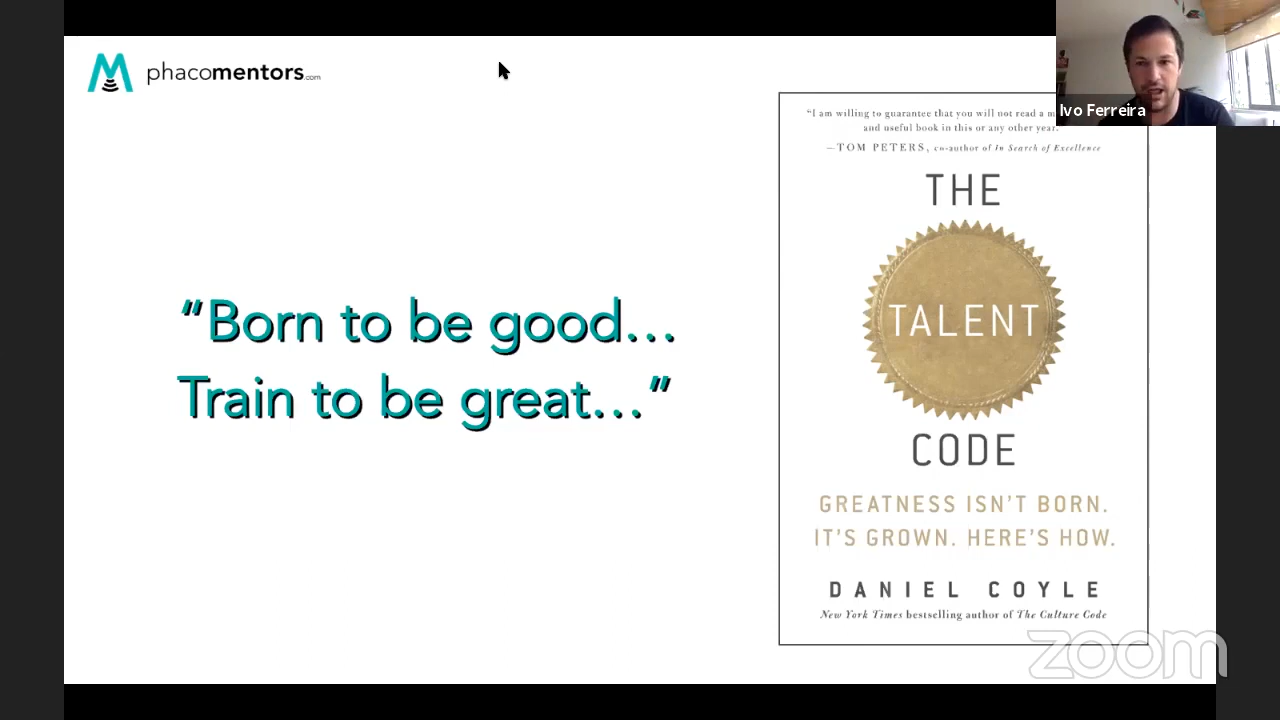 phacomentors.com
Ivo Ferreira
“Born to be good...
Train to be great...”
“I am willing to guarantee that you will not read a
and useful book in this or any other year.”
—TOM PETERS, co-author of In Search of Excellence
THE
TALENT
CODE
GREATNESS ISN'T BORN.
IT'S GROWN. HERE'S HOW.
DANIEL COYLE
New York Times bestselling author of The Culture Code
zoom